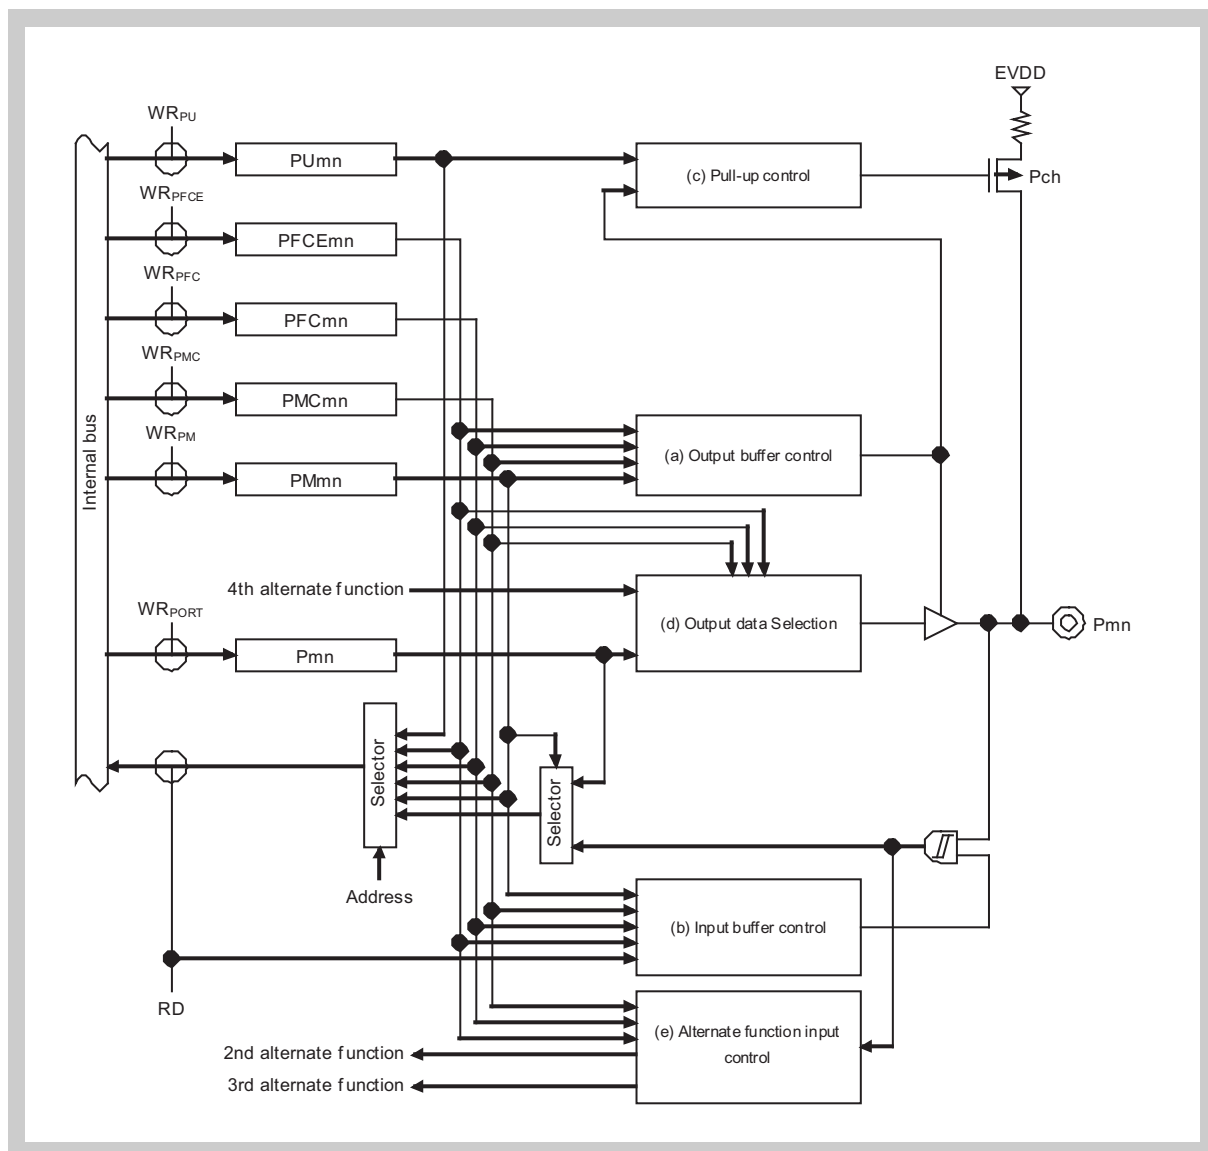 EVDD
WRPU
PUmn
(c) Pull-up control
Pch
WRPFCE
PFCEmn
WRPFC
PFCmn
WRPMC
PMCmn
WRPM
Internal bus
(a) Output buffer control
PMmn
4th alternate function
WRPORT
(d) Output data Selection
Pmn
Pmn
Selector
Selector
Address
(b) Input buffer control
RD
(e) Alternate function input
control
2nd alternate function
3rd alternate function